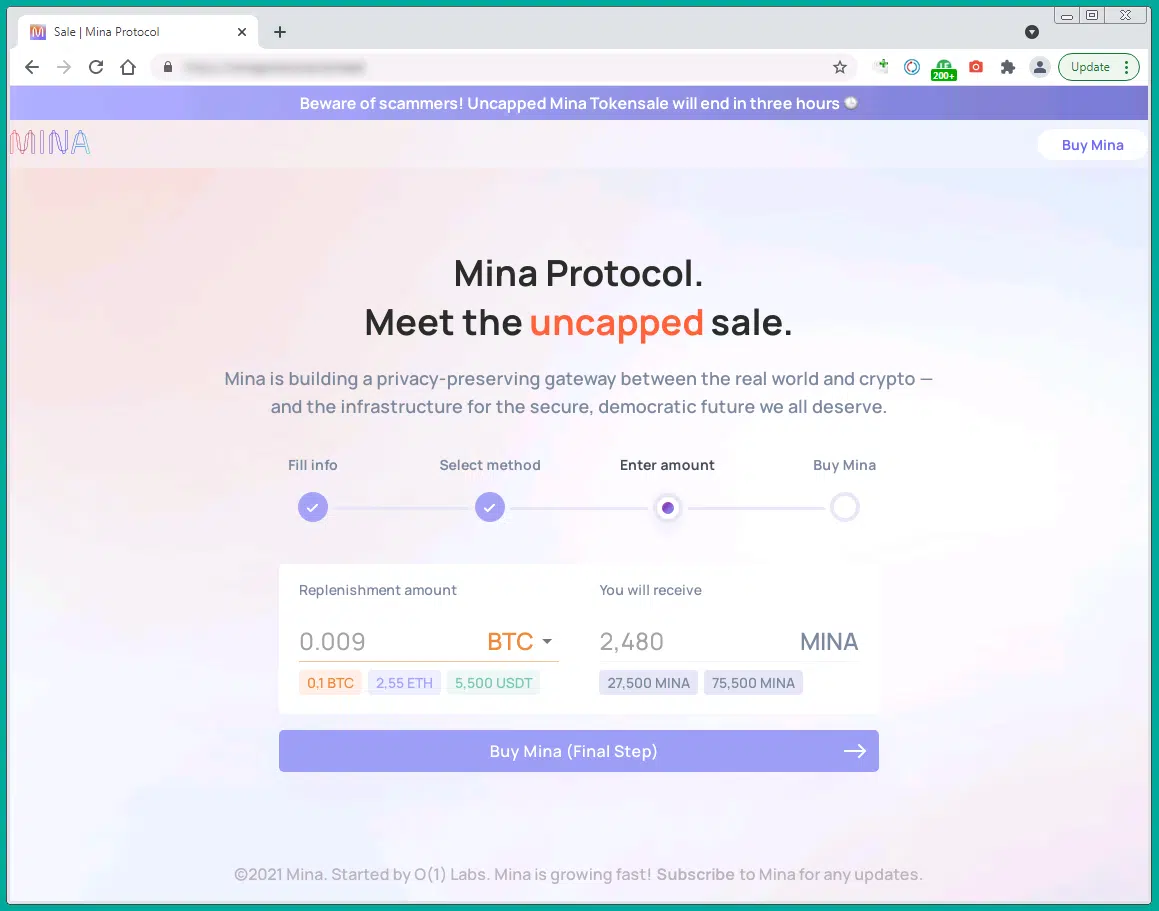 Sale | Mina Protocol
200+
Update
Beware of scammers! Uncapped Mina Tokensale will end in three hours 🕒
MINA
Buy Mina
Mina Protocol.
Meet the uncapped sale.
Mina is building a privacy-preserving gateway between the real world and crypto —
and the infrastructure for the secure, democratic future we all deserve.
Fill info
Select method
Enter amount
Buy Mina
Replenishment amount
You will receive
0.009
BTC
2,480
MINA
0,1 BTC
2,55 ETH
5,500 USDT
27,500 MINA
75,500 MINA
Buy Mina (Final Step)
©2021 Mina. Started by O(1) Labs. Mina is growing fast! Subscribe to Mina for any updates.